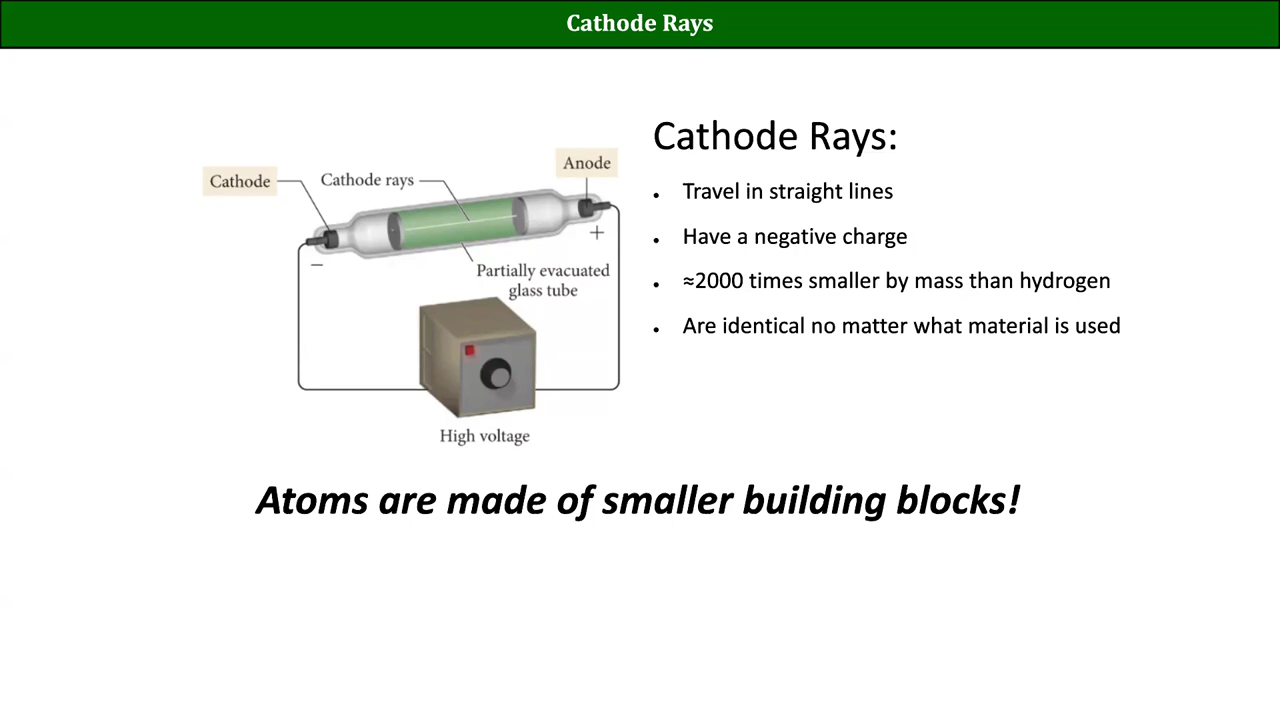 Cathode Rays
Cathode Rays:
• Travel in straight lines
• Have a negative charge
• ≈2000 times smaller by mass than hydrogen
• Are identical no matter what material is used
Anode
Cathode
Cathode rays
+
−
Partially evacuated
glass tube
High voltage
Atoms are made of smaller building blocks!